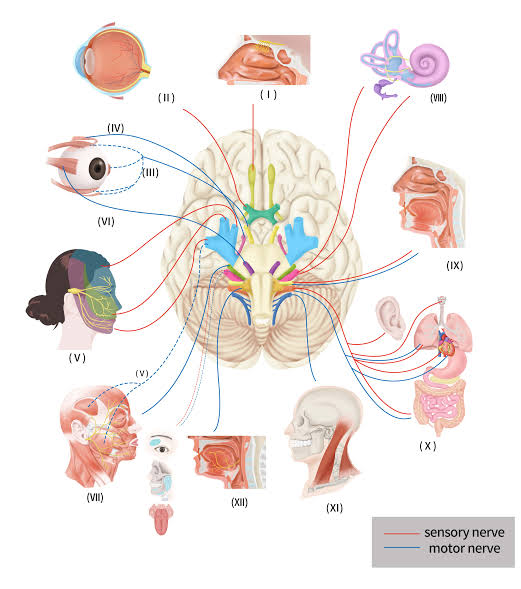 (II)
(I)
(VIII)
(IV)
(III)
(VI)
(IX)
(V)
(V)
(X)
(VII)
(XII)
(XI)
sensory nerve
motor nerve